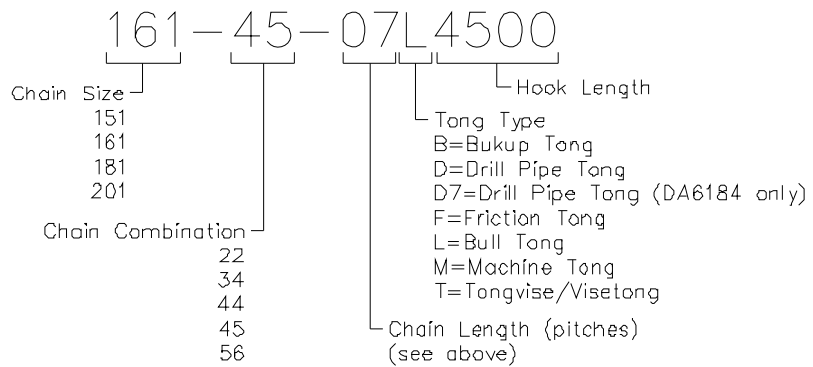 161-45-07L4500
Chain Size
151
161
181
201
Chain Combination
22
34
44
45
56
Hook Length
Tong Type
B=Bukup Tong
D=Drill Pipe Tong
D7=Drill Pipe Tong (DA6184 only)
F=Friction Tong
L=Bull Tong
M=Machine Tong
T=Tongvise/Visetong
Chain Length (pitches)
(see above)